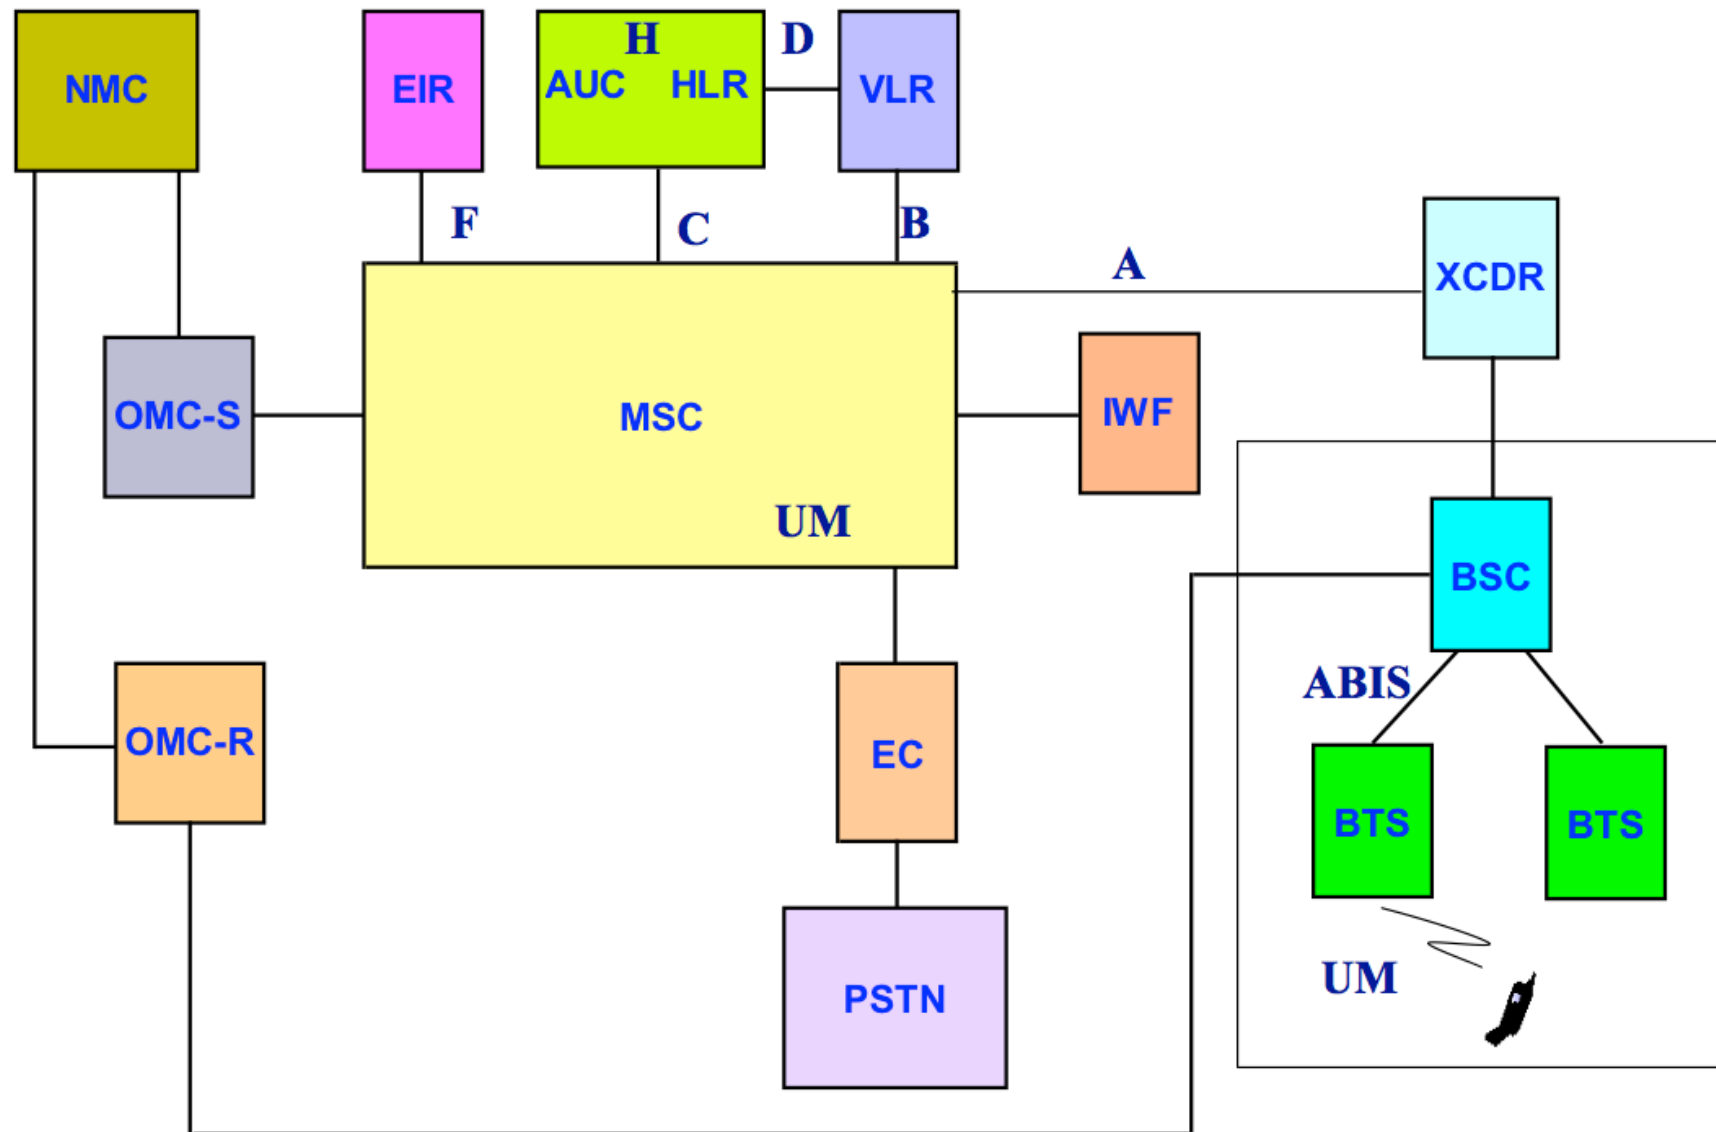 NMC
EIR
H
AUC HLR
D
VLR
F
C
B
A
XCDR
OMC-S
MSC
IWF
UM
BSC
ABIS
OMC-R
EC
BTS
BTS
PSTN
UM